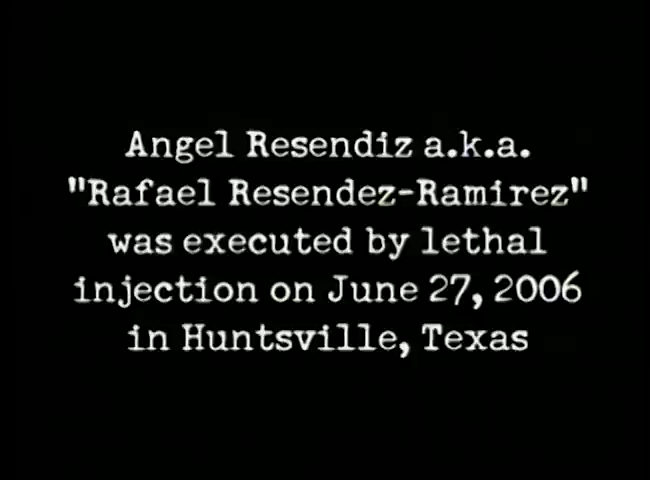 Angel Resendiz a.k.a.
"Rafael Resendez-Ramirez"
was executed by lethal
injection on June 27, 2006
in Huntsville, Texas